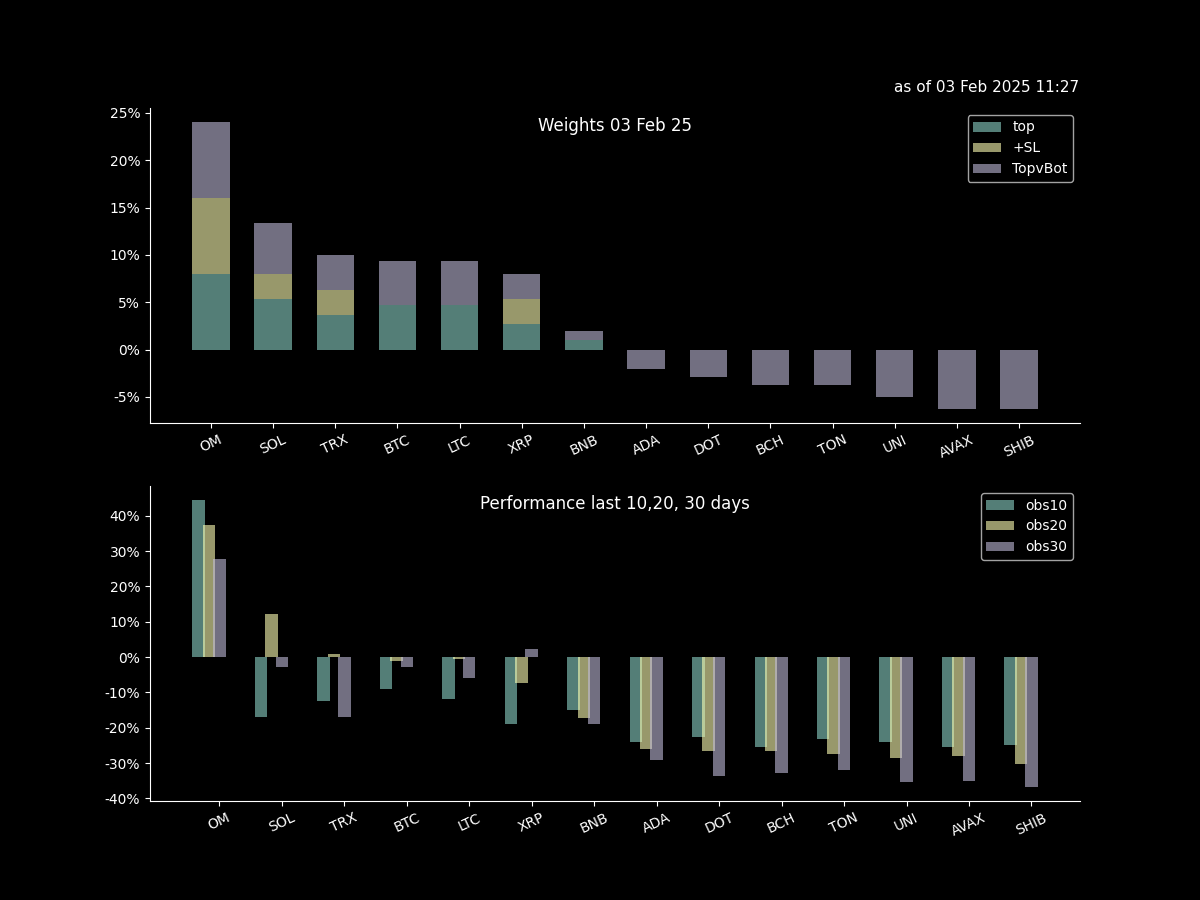 as of 03 Feb 2025 11:27
Weights 03 Feb 25
25%
20%
15%
10%
5%
0%
-5%
top
+SL
TopvBot
OM SOL TRX BTC LTC XRP BNB ADA DOT BCH TON UNI AVAX SHIB
Performance last 10,20, 30 days
40%
30%
20%
10%
0%
-10%
-20%
-30%
-40%
obs10
obs20
obs30
OM SOL TRX BTC LTC XRP BNB ADA DOT BCH TON UNI AVAX SHIB